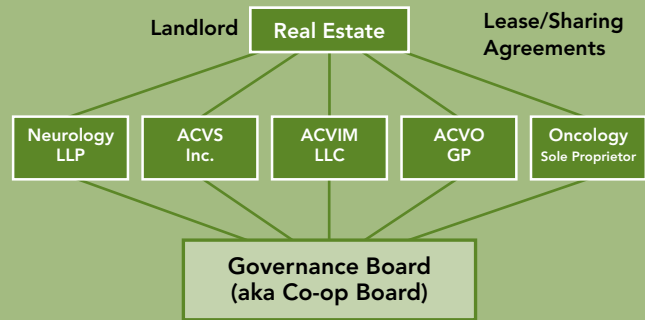 Landlord
Real Estate
Lease/Sharing
Agreements
Neurology
LLP
ACVS
Inc.
ACVIM
LLC
ACVO
GP
Oncology
Sole Proprietor
Governance Board
(aka Co-op Board)